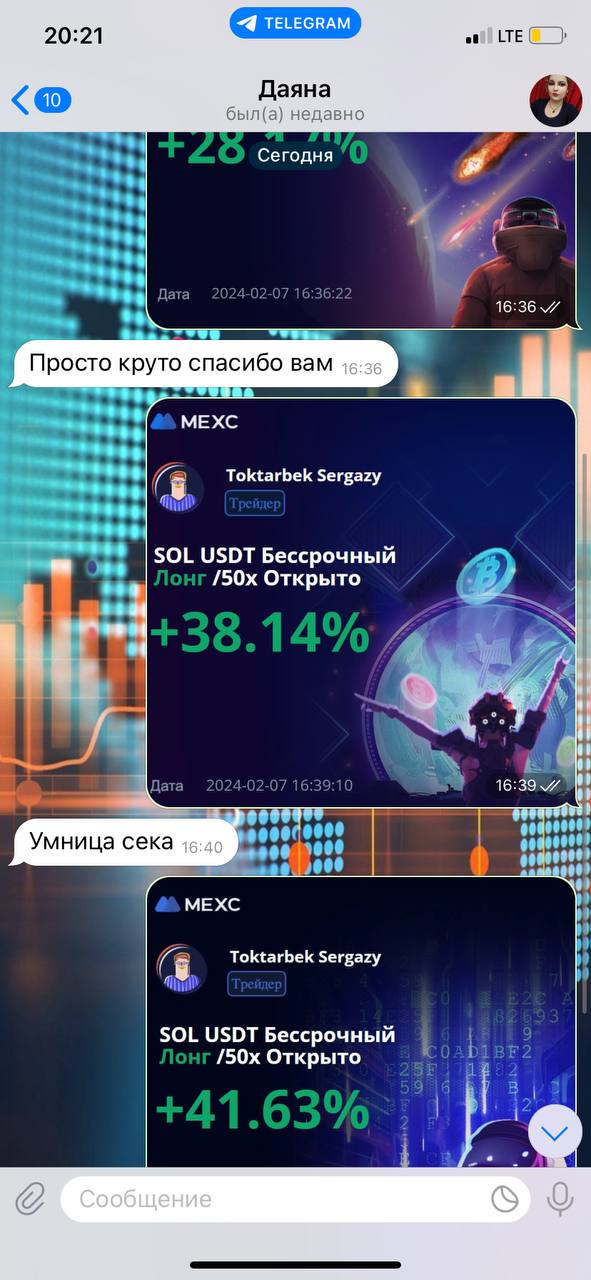 20:21
TELEGRAM
LTE
10
Даяна
был(а) недавно
Сегодня
Дата 2024-02-07 16:36:22
16:36
Просто круто спасибо вам 16:36
MEXC
Toktarbek Sergazy
Трейдер
SOL USDT Бессрочный
Лонг /50x Открыто
+38.14%
Дата 2024-02-07 16:39:10
16:39
Умница сека 16:40
MEXC
Toktarbek Sergazy
Трейдер
SOL USDT Бессрочный
Лонг /50x Открыто
+41.63%
Сообщение